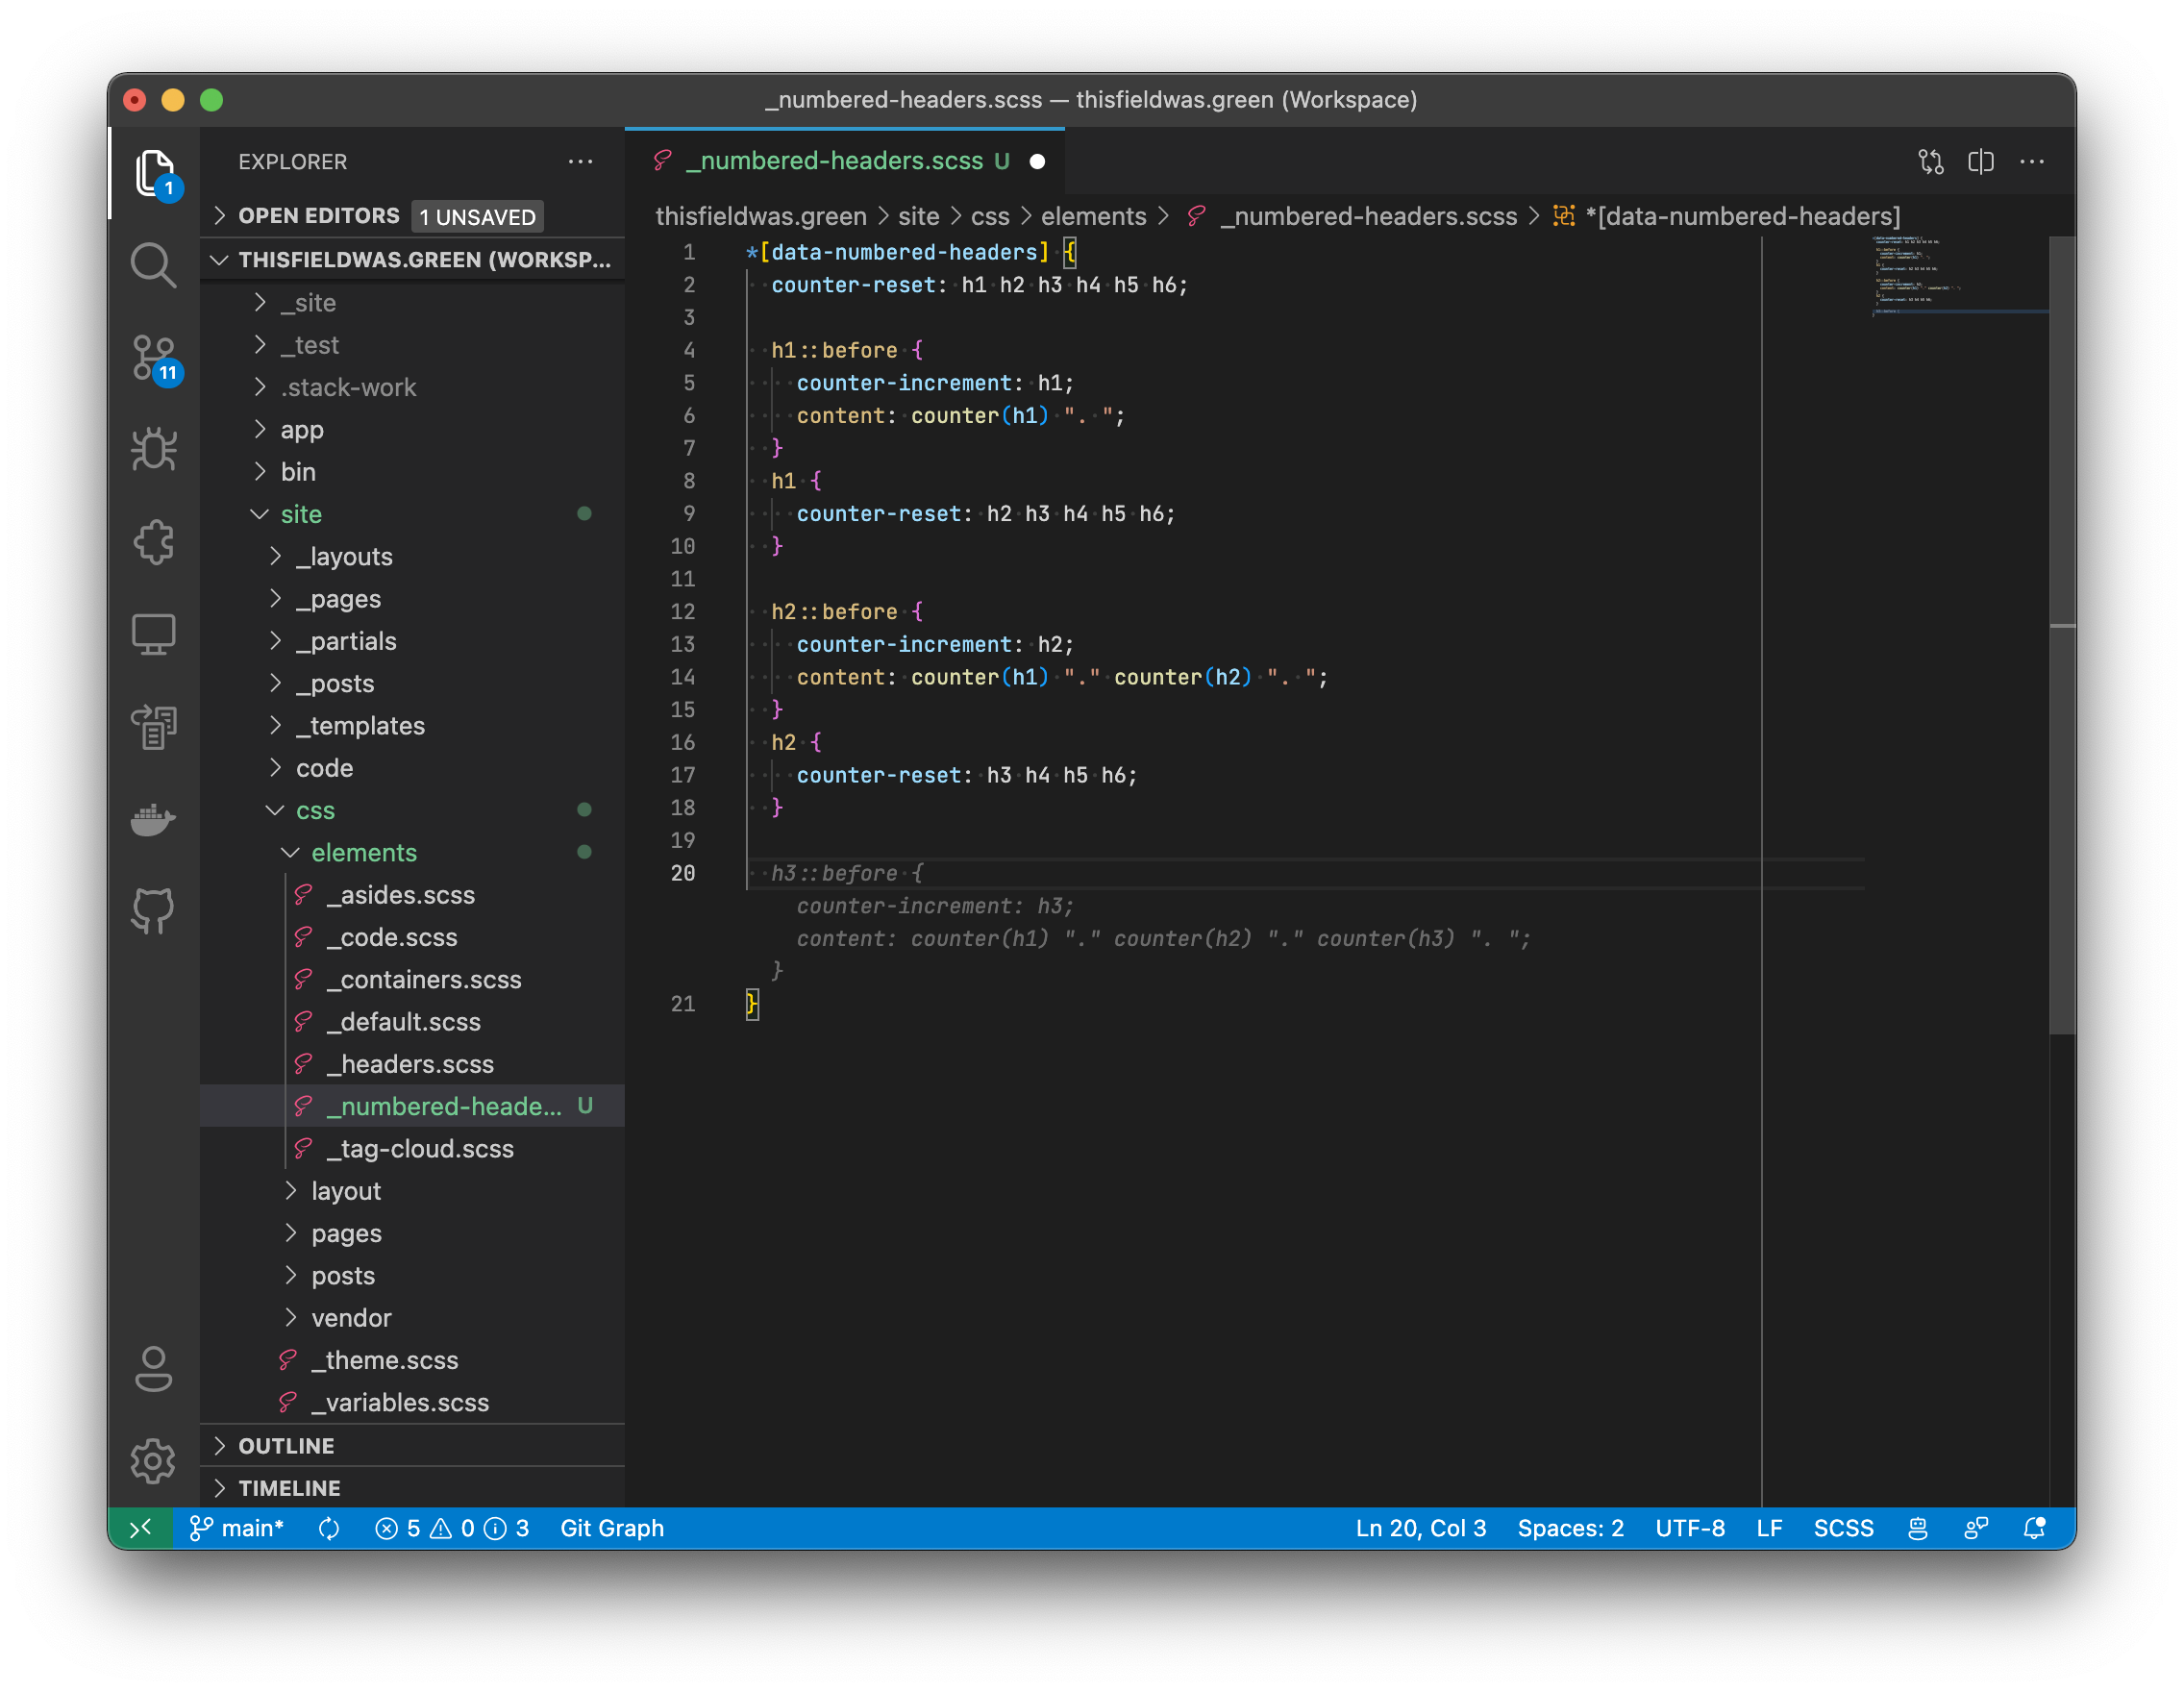 _numbered-headers.scss — thisfieldwas.green (Workspace)
EXPLORER
1
OPEN EDITORS 1 UNSAVED
THISFIELDWAS.GREEN (WORKSP...
_site
_test
11
.stack-work
app
bin
site
_layouts
_pages
_partials
_posts
_templates
code
css
elements
_asides.scss
_code.scss
_containers.scss
_default.scss
_headers.scss
_numbered-heade... U
_tag-cloud.scss
layout
pages
posts
vendor
_theme.scss
_variables.scss
OUTLINE
TIMELINE
_numbered-headers.scss U
thisfieldwas.green > site > css > elements > _numbered-headers.scss > *[data-numbered-headers]
1 *[data-numbered-headers] {
2 counter-reset: h1 h2 h3 h4 h5 h6;
3
4 h1::before {
5 counter-increment: h1;
6 content: counter(h1) ". ";
7 }
8 h1 {
9 counter-reset: h2 h3 h4 h5 h6;
10 }
11
12 h2::before {
13 counter-increment: h2;
14 content: counter(h1) "." counter(h2) ". ";
15 }
16 h2 {
17 counter-reset: h3 h4 h5 h6;
18 }
19
20 h3::before {
counter-increment: h3;
content: counter(h1) "." counter(h2) "." counter(h3) ". ";
}
21 }
main* 5 0 3 Git Graph Ln 20, Col 3 Spaces: 2 UTF-8 LF SCSS